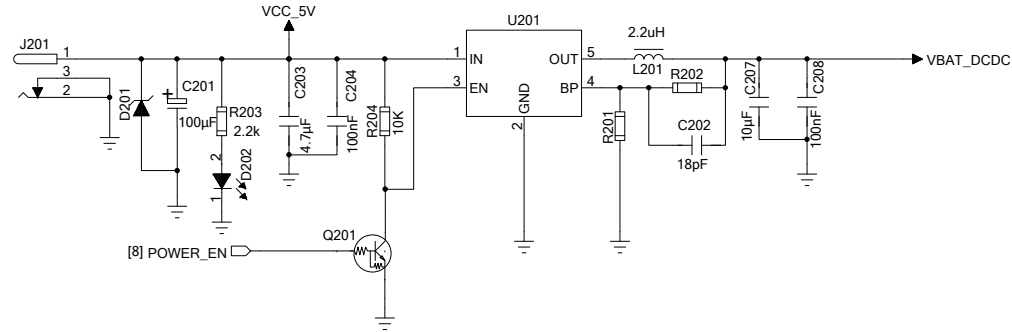 VCC_5V
J201
1
3
2
D201
C201
+
100μF
R203
2.2k
2
D202
1
C203
4.7μF
C204
100nF
R204
10K
U201
1
IN
3
EN
GND
2
OUT
5
BP
4
2.2uH
L201
R202
R201
C202
18pF
C207
10μF
C208
100nF
VBAT_DCDC
Q201
[8] POWER_EN